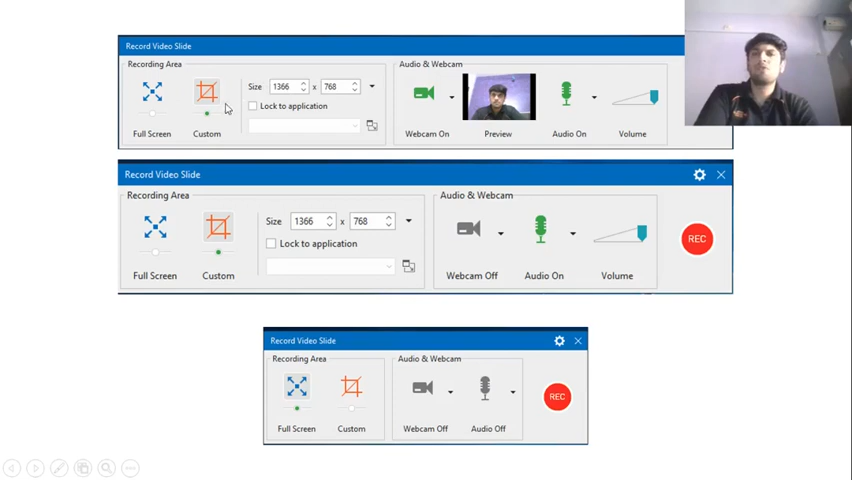 Record Video Slide
Recording Area
Audio & Webcam
Size 1366 x 768
Lock to application
Full Screen
Custom
Webcam On
Preview
Audio On
Volume
Record Video Slide
Recording Area
Audio & Webcam
Size 1366 x 768
Lock to application
REC
Full Screen
Custom
Webcam Off
Audio On
Volume
Record Video Slide
Recording Area
Audio & Webcam
REC
Full Screen
Custom
Webcam Off
Audio Off